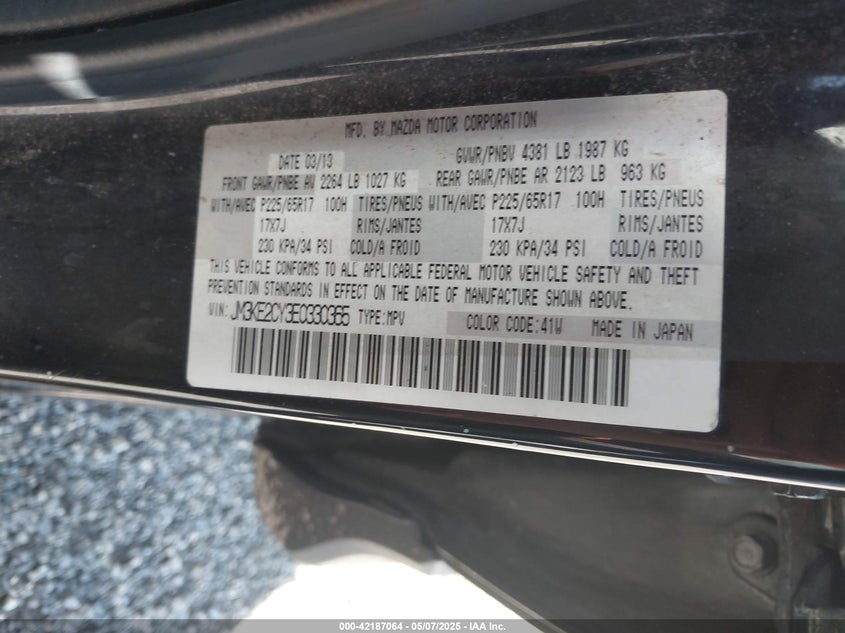 MFD. BY MAZDA MOTOR CORPORATION
DATE 03/13 GVWR/PNBV 4381 LB 1987 KG
FRONT GAWR/PNBE AV 2264 LB 1027 KG REAR GAWR/PNBE AR 2123 LB 963 KG
WITH/AVEC P225/65R17 100H TIRES/PNEUS WITH/AVEC P225/65R17 100H TIRES/PNEUS
17X7J RIMS/JANTES 17X7J RIMS/JANTES
230 KPA/34 PSI COLD/A FROID 230 KPA/34 PSI COLD/A FROID
THIS VEHICLE CONFORMS TO ALL APPLICABLE FEDERAL MOTOR VEHICLE SAFETY AND THEFT
PREVENTION STANDARDS IN EFFECT ON THE DATE OF MANUFACTURE SHOWN ABOVE.
VIN: JM3KE2CY3E0330365 TYPE:MPV COLOR CODE:41W MADE IN JAPAN
000-42187064 | 05/07/2025 | IAA Inc.